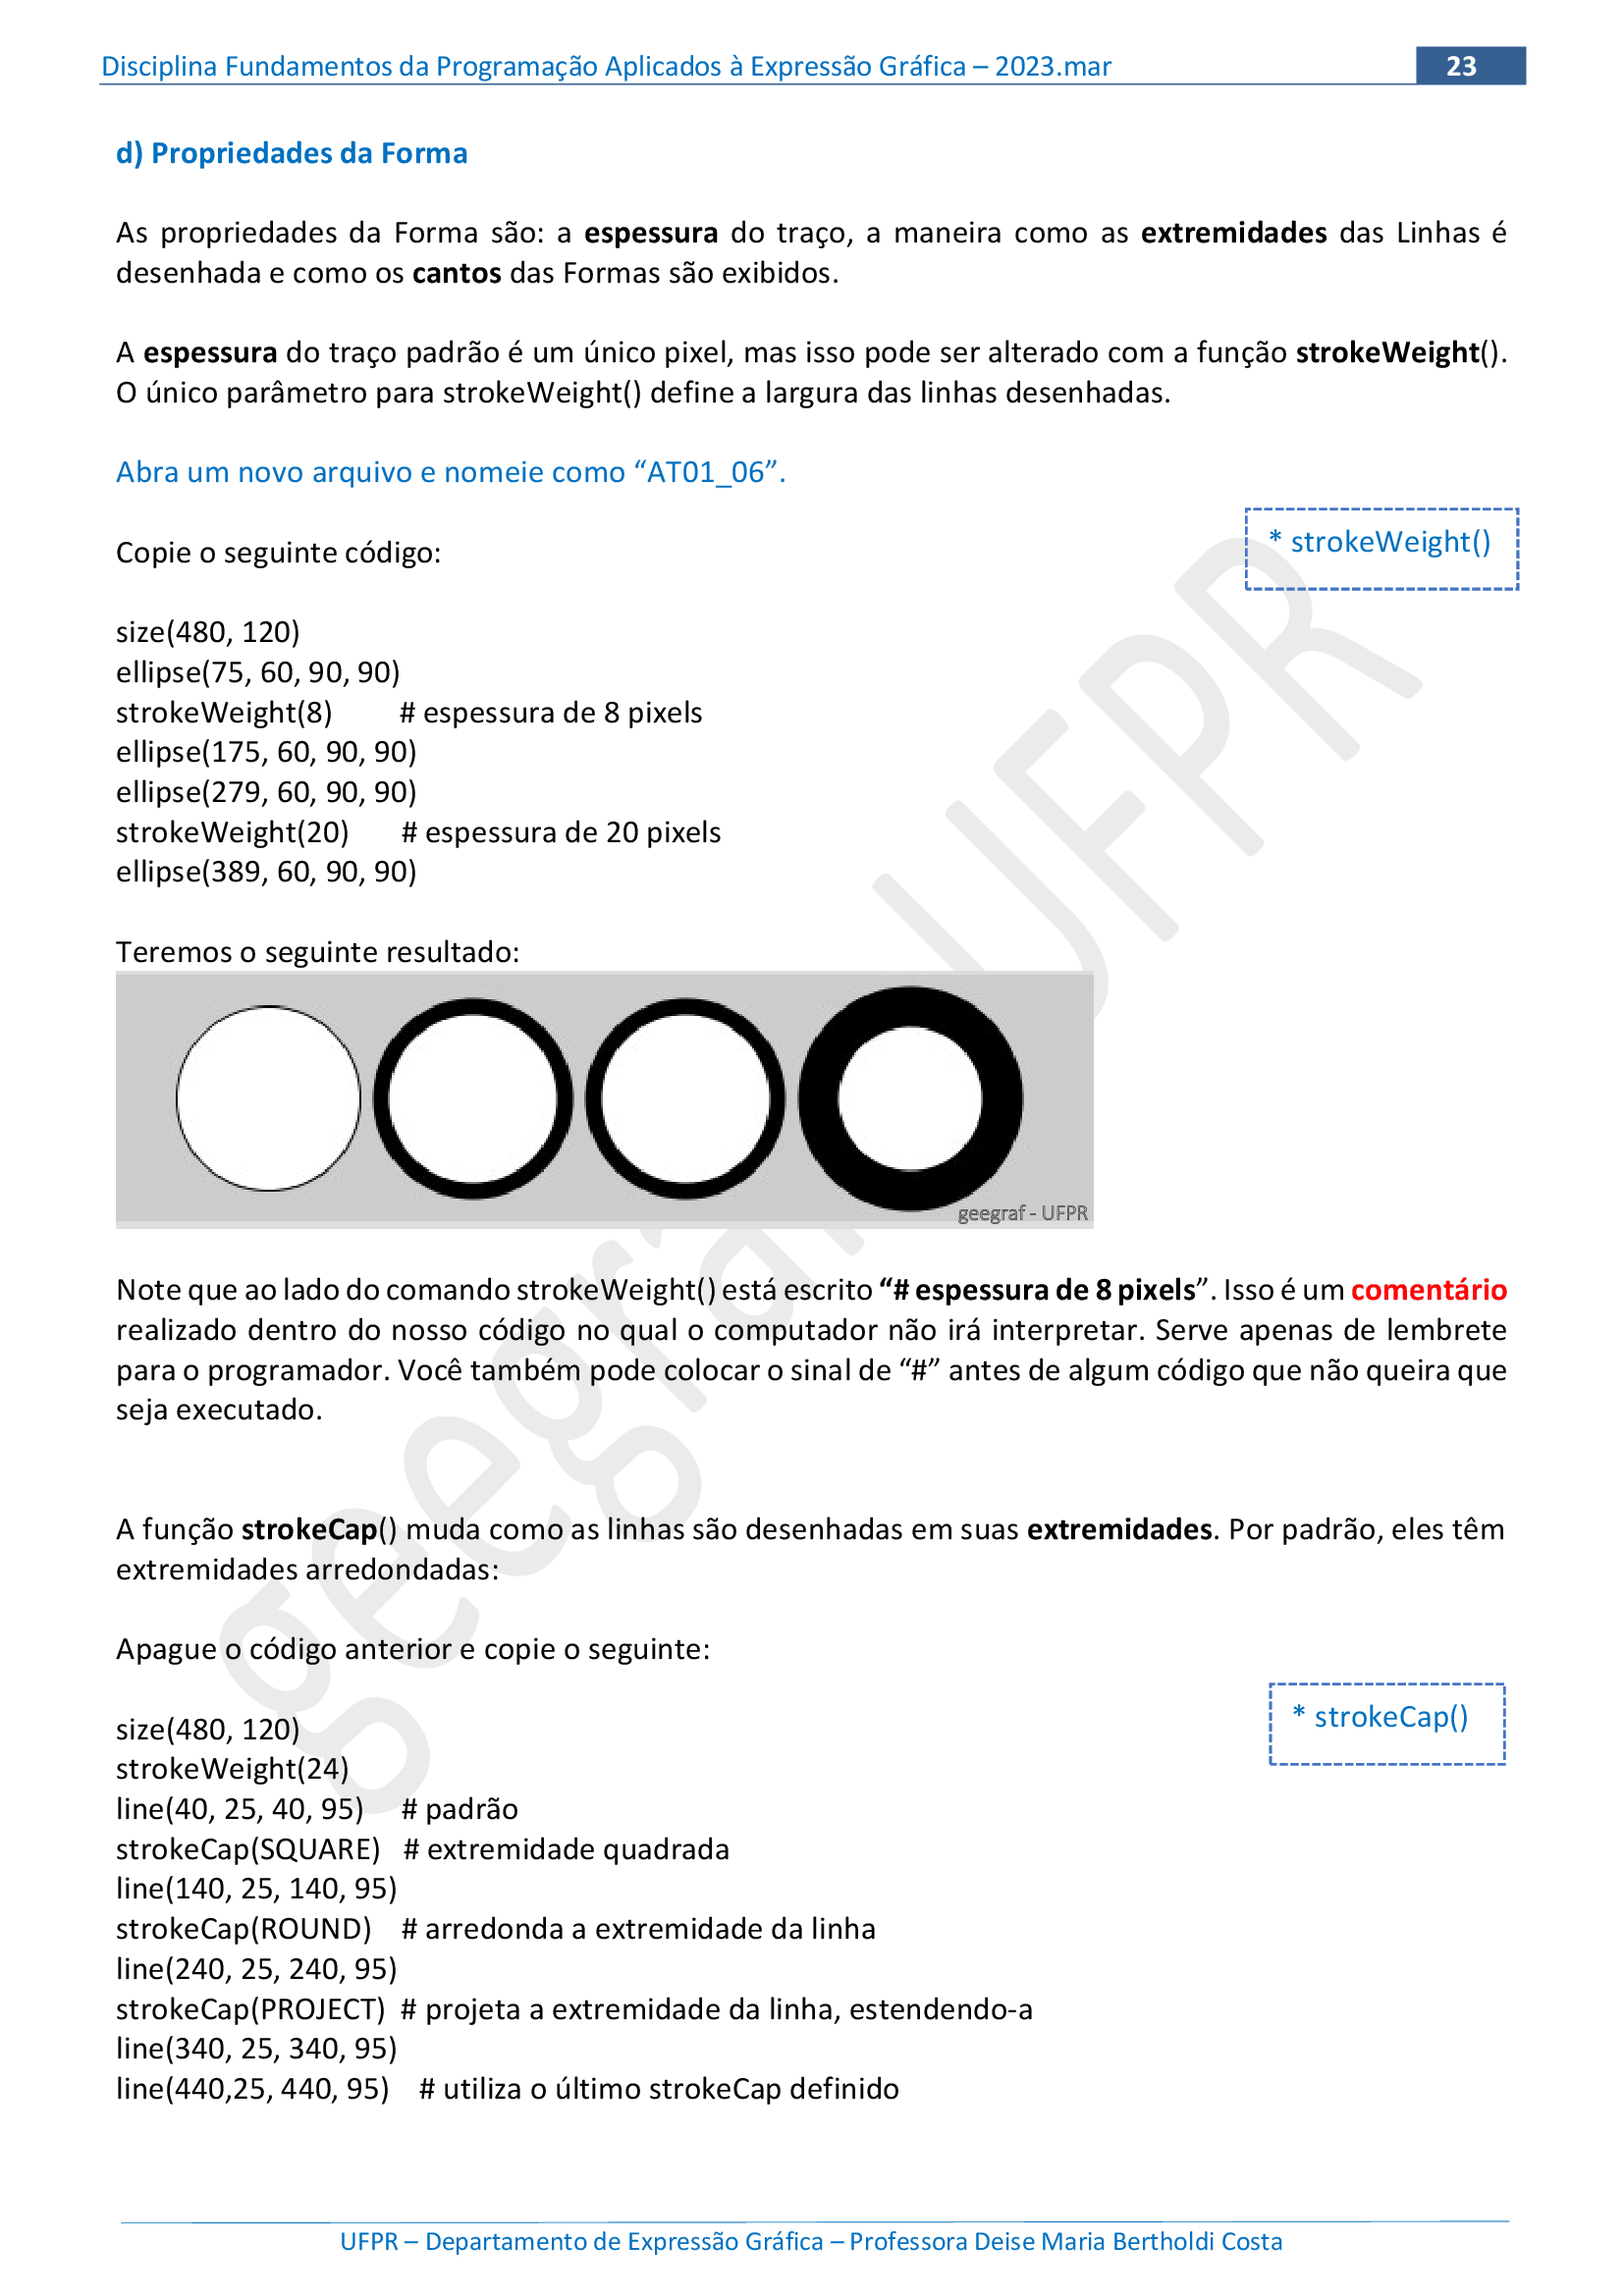 Disciplina Fundamentos da Programação Aplicados à Expressão Gráfica – 2023.mar 23
d) Propriedades da Forma
As propriedades da Forma são: a espessura do traço, a maneira como as extremidades das Linhas é
desenhada e como os cantos das Formas são exibidos.
A espessura do traço padrão é um único pixel, mas isso pode ser alterado com a função strokeWeight().
O único parâmetro para strokeWeight() define a largura das linhas desenhadas.
Abra um novo arquivo e nomeie como “AT01_06”.
* strokeWeight()
Copie o seguinte código:
size(480, 120)
ellipse(75, 60, 90, 90)
strokeWeight(8) # espessura de 8 pixels
ellipse(175, 60, 90, 90)
ellipse(279, 60, 90, 90)
strokeWeight(20) # espessura de 20 pixels
ellipse(389, 60, 90, 90)
Teremos o seguinte resultado:
geegraf - UFPR
Note que ao lado do comando strokeWeight() está escrito “# espessura de 8 pixels”. Isso é um comentário
realizado dentro do nosso código no qual o computador não irá interpretar. Serve apenas de lembrete
para o programador. Você também pode colocar o sinal de “#” antes de algum código que não queira que
seja executado.
A função strokeCap() muda como as linhas são desenhadas em suas extremidades. Por padrão, eles têm
extremidades arredondadas:
Apague o código anterior e copie o seguinte:
* strokeCap()
size(480, 120)
strokeWeight(24)
line(40, 25, 40, 95) # padrão
strokeCap(SQUARE) # extremidade quadrada
line(140, 25, 140, 95)
strokeCap(ROUND) # arredonda a extremidade da linha
line(240, 25, 240, 95)
strokeCap(PROJECT) # projeta a extremidade da linha, estendendo-a
line(340, 25, 340, 95)
line(440,25, 440, 95) # utiliza o último strokeCap definido
geegraf UFPR
UFPR – Departamento de Expressão Gráfica – Professora Deise Maria Bertholdi Costa